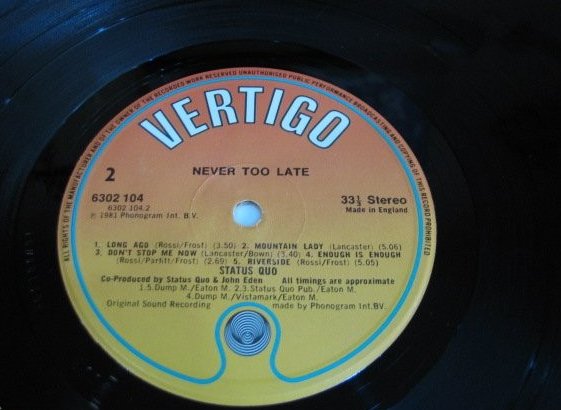 ALL RIGHTS OF THE MANUFACTURER AND OF THE OWNER OF THE RECORDED WORK RESERVED UNAUTHORISED PUBLIC PERFORMANCE BROADCASTING AND COPYING OF THIS RECORD PROHIBITED
VERTIGO
2
NEVER TOO LATE
6302 104
6302 104.2
℗ 1981 Phonogram Int. B.V.
33⅓ Stereo
Made in England
1. LONG AGO (Rossi/Frost) (3.50) 2. MOUNTAIN LADY (Lancaster) (5.06)
3. DON'T STOP ME NOW (Lancaster/Bown) (3.40) 4. ENOUGH IS ENOUGH
(Rossi/Parfitt/Frost) (2.69) 5. RIVERSIDE (Rossi/Frost) (5.05)
STATUS QUO
Co-Produced by Status Quo & John Eden All timings are approximate
1.5.Dump M./Eaton M. 2.3.Status Quo Pub./Eaton M.
4.Dump M./Vistamark/Eaton M.
Original Sound Recording made by Phonogram Int.BV.